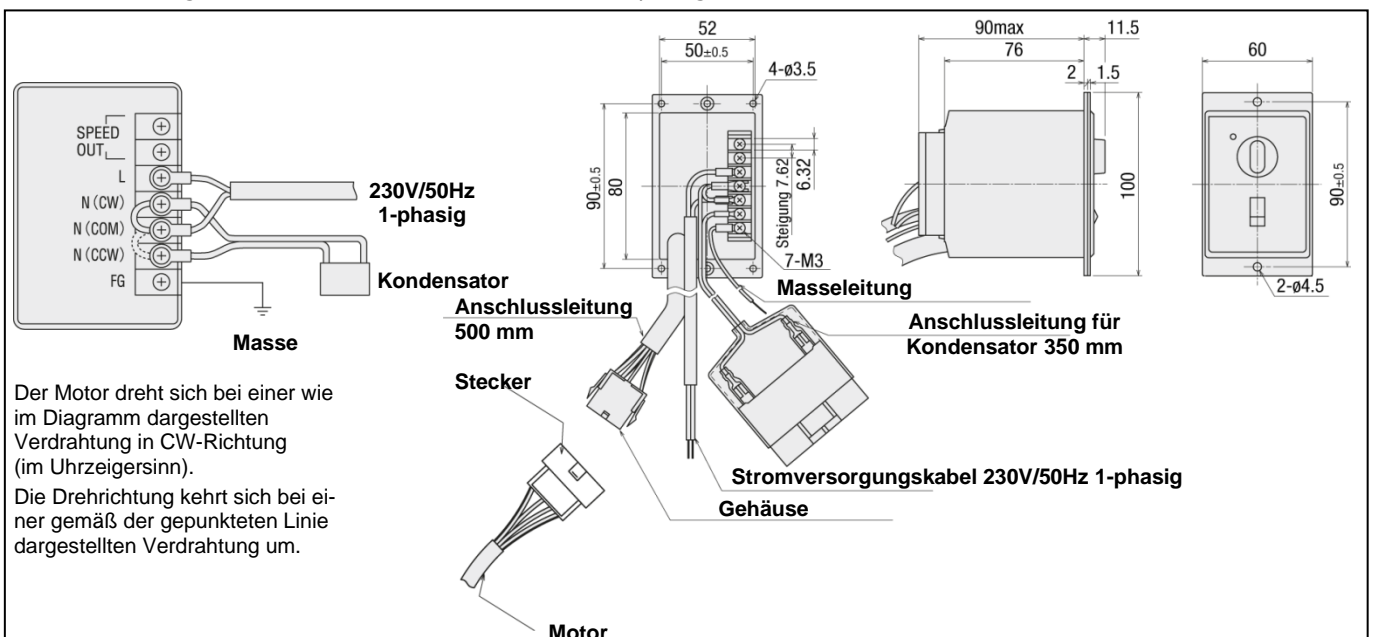 SPEED
OUT
L
N (CW)
N (COM)
N (CCW)
FG
230V/50Hz
1-phasig
Kondensator
Masse
Der Motor dreht sich bei einer wie
im Diagramm dargestellten
Verdrahtung in CW-Richtung
(im Uhrzeigersinn).
Die Drehrichtung kehrt sich bei ei-
ner gemäß der gepunkteten Linie
dargestellten Verdrahtung um.
52
50±0.5
4-ø3.5
90±0.5
80
Steigung 7.62
6.32
7-M3
Masseleitung
Anschlussleitung
500 mm
Anschlussleitung für
Kondensator 350 mm
Stecker
Stromversorgungskabel 230V/50Hz 1-phasig
Gehäuse
Motor
90max
11.5
76
2
1.5
100
60
90±0.5
2-ø4.5